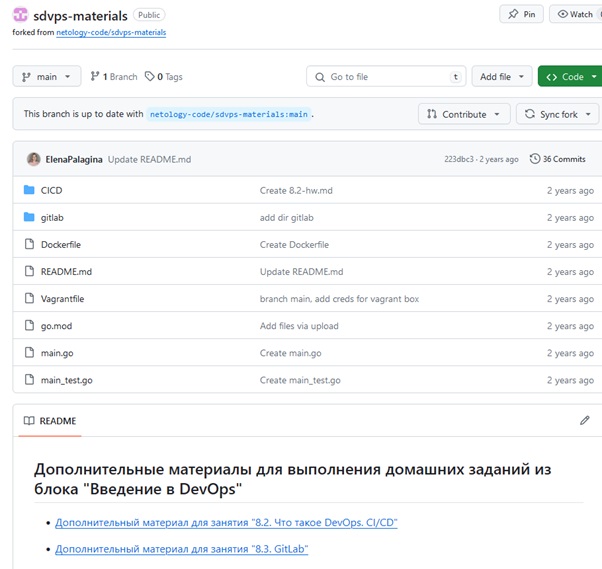 sdvps-materials Public Pin Watch
forked from netology-code/sdvps-materials
main 1 Branch 0 Tags Go to file t Add file Code
This branch is up to date with netology-code/sdvps-materials:main. Contribute Sync fork
ElenaPalagina Update README.md 223dbc3 · 2 years ago 36 Commits
CICD Create 8.2-hw.md 2 years ago
gitlab add dir gitlab 2 years ago
Dockerfile Create Dockerfile 2 years ago
README.md Update README.md 2 years ago
Vagrantfile branch main, add creds for vagrant box 2 years ago
go.mod Add files via upload 2 years ago
main.go Create main.go 2 years ago
main_test.go Create main_test.go 2 years ago
README
Дополнительные материалы для выполнения домашних заданий из
блока "Введение в DevOps"
• Дополнительный материал для занятия "8.2. Что такое DevOps. CI/CD"
• Дополнительный материал для занятия "8.3. GitLab"